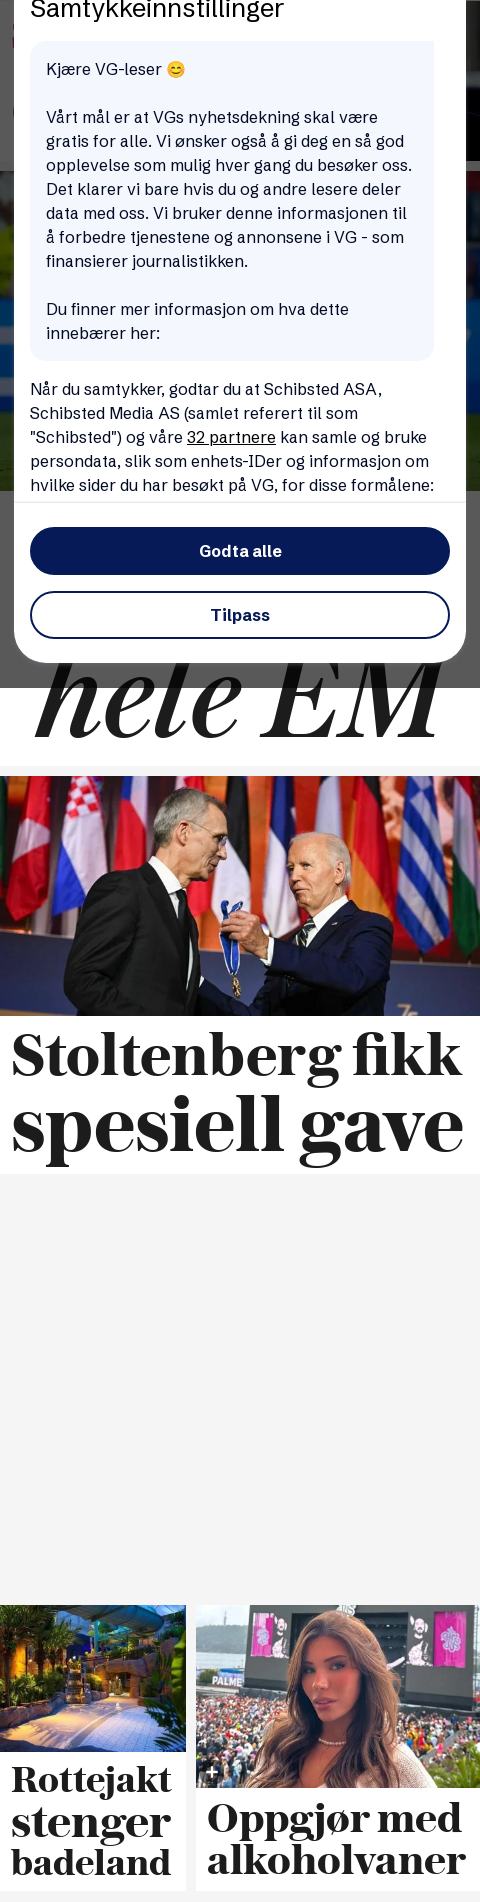 Samtykkeinnstillinger
Kjære VG-leser 😊
Vårt mål er at VGs nyhetsdekning skal være
gratis for alle. Vi ønsker også å gi deg en så god
opplevelse som mulig hver gang du besøker oss.
Det klarer vi bare hvis du og andre lesere deler
data med oss. Vi bruker denne informasjonen til
å forbedre tjenestene og annonsene i VG - som
finansierer journalistikken.
Du finner mer informasjon om hva dette
innebærer her:
Når du samtykker, godtar du at Schibsted ASA,
Schibsted Media AS (samlet referert til som
"Schibsted") og våre 32 partnere kan samle og bruke
persondata, slik som enhets-IDer og informasjon om
hvilke sider du har besøkt på VG, for disse formålene:
Godta alle
Tilpass
hele EM
Stoltenberg fikk
spesiell gave
PALME
Rottejakt
stenger
badeland
+
Oppgjør med
alkoholvaner